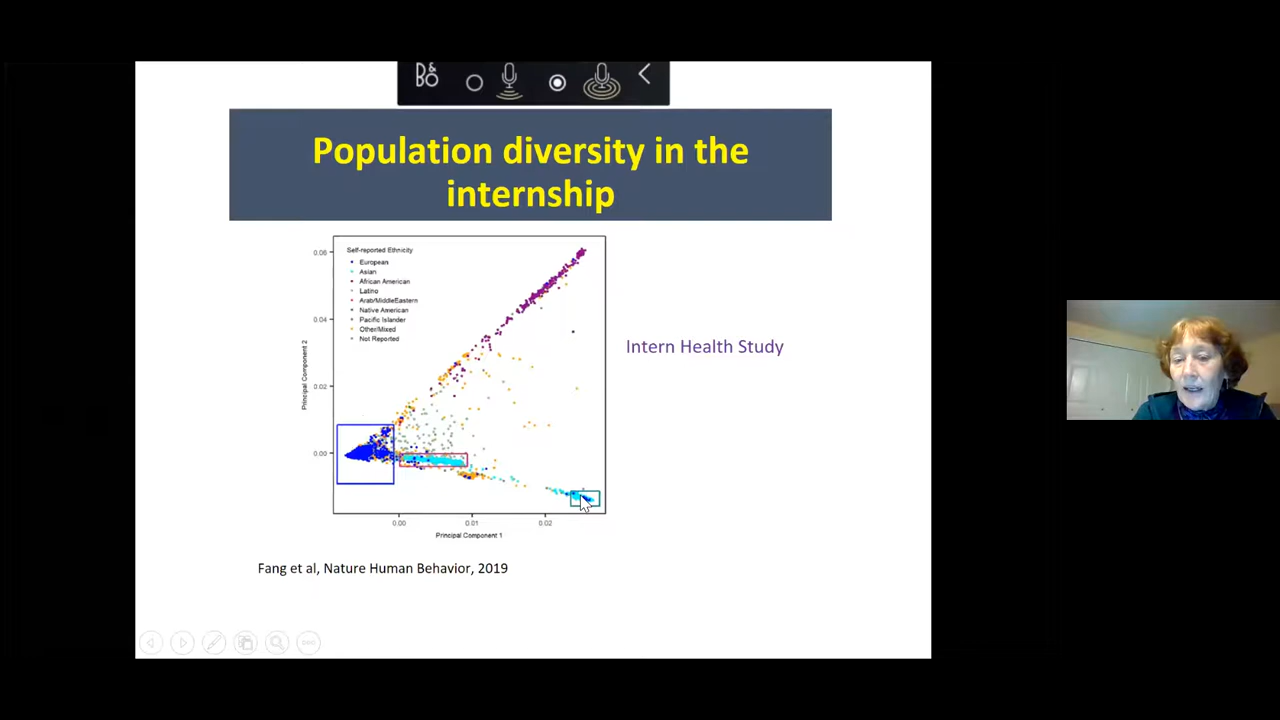 B&O
Population diversity in the
internship
Self-reported Ethnicity
European
Asian
African American
Latino
Arab/MiddleEastern
Native American
Pacific Islander
Other/Mixed
Not Reported
0.06
0.04
0.02
0.00
Principal Component 2
0.00 0.01 0.02
Principal Component 1
Intern Health Study
Fang et al, Nature Human Behavior, 2019